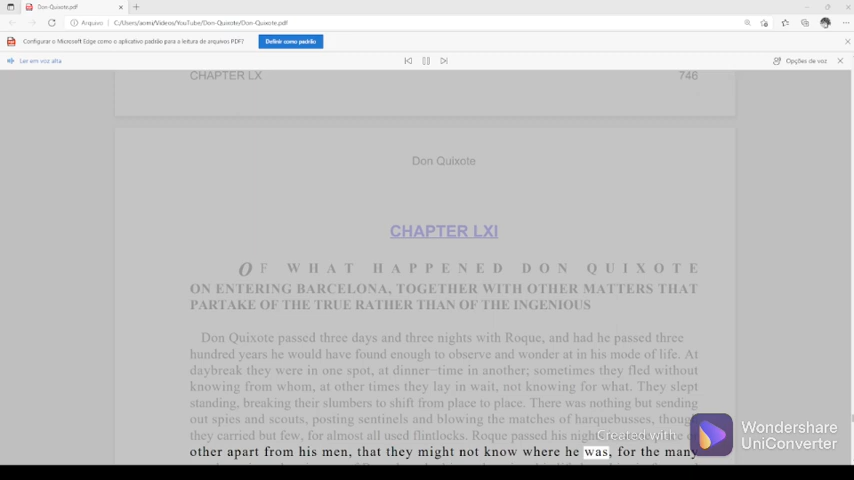 Don-Quixote.pdf
Arquivo C:/Users/aoms/Videos/YouTube/Don-Quixote/Don-Quixote.pdf
Configurar o Microsoft Edge como o aplicativo padrão para a leitura de arquivos PDF? Definir como padrão
Ler em voz alta Opções de voz
CHAPTER LX 746
Don Quixote
CHAPTER LXI
OF WHAT HAPPENED DON QUIXOTE
ON ENTERING BARCELONA, TOGETHER WITH OTHER MATTERS THAT
PARTAKE OF THE TRUE RATHER THAN OF THE INGENIOUS
Don Quixote passed three days and three nights with Roque, and had he passed three
hundred years he would have found enough to observe and wonder at in his mode of life. At
daybreak they were in one spot, at dinner-time in another; sometimes they fled without
knowing from whom, at other times they lay in wait, not knowing for what. They slept
standing, breaking their slumbers to shift from place to place. There was nothing but sending
out spies and scouts, posting sentinels and blowing the matches of harquebusses, though
they carried but few, for almost all used flintlocks. Roque passed his
other apart from his men, that they might not know where he was, for the many
Created with
Wondershare
UniConverter